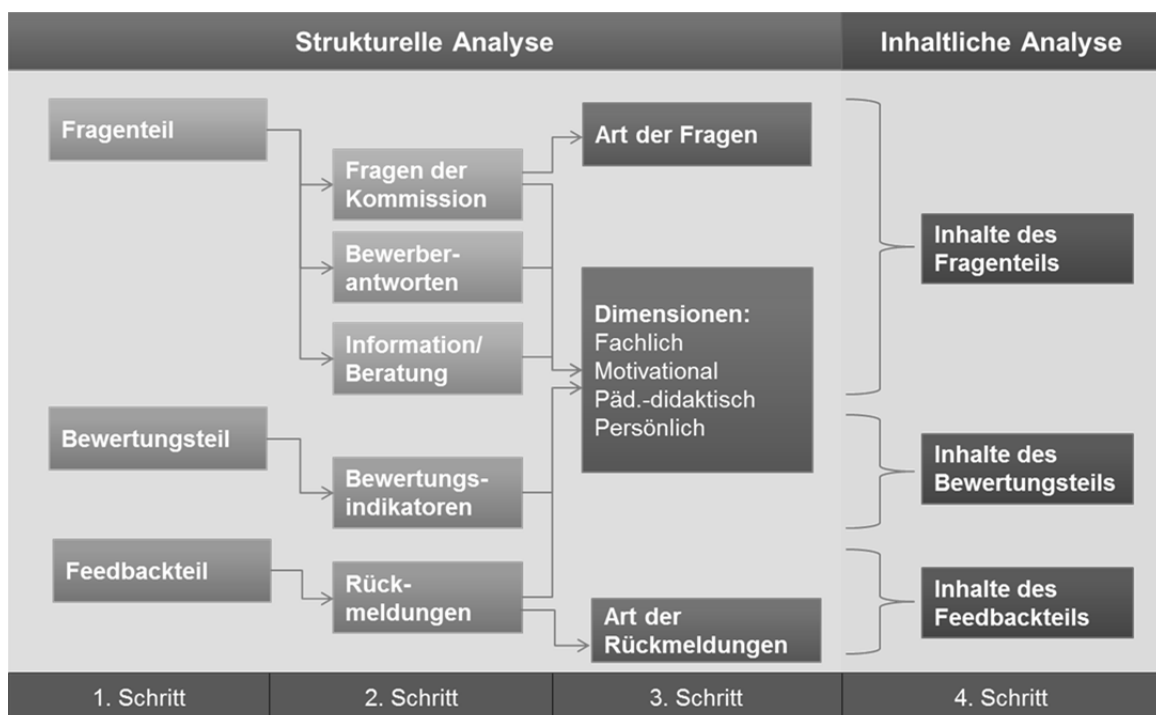 Strukturelle Analyse
Inhaltliche Analyse
Fragenteil
Fragen der
Kommission
Bewerber-
antworten
Information/
Beratung
Art der Fragen
Dimensionen:
Fachlich
Motivational
Päd.-didaktisch
Persönlich
Inhalte des
Fragenteils
Bewertungsteil
Bewertungs-
indikatoren
Inhalte des
Bewertungsteils
Feedbackteil
Rück-
meldungen
Art der
Rückmeldungen
Inhalte des
Feedbackteils
1. Schritt
2. Schritt
3. Schritt
4. Schritt